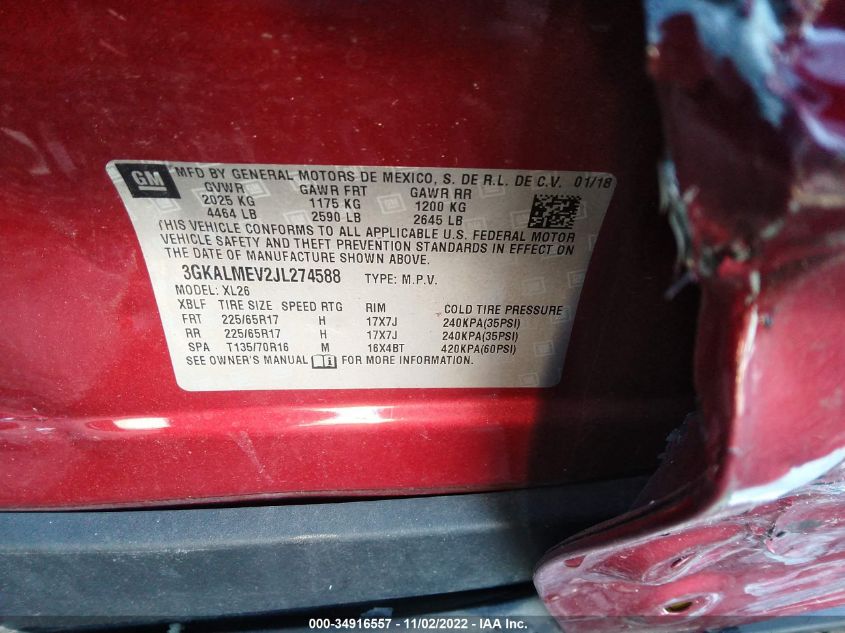 GM MFD BY GENERAL MOTORS DE MEXICO, S. DE R.L. DE C.V. 01/18
GVWR GAWR FRT GAWR RR
2025 KG 1175 KG 1200 KG
4464 LB 2590 LB 2645 LB
THIS VEHICLE CONFORMS TO ALL APPLICABLE U.S. FEDERAL MOTOR
VEHICLE SAFETY AND THEFT PREVENTION STANDARDS IN EFFECT ON
THE DATE OF MANUFACTURE SHOWN ABOVE.
3GKALMEV2JL274588 TYPE: M.P.V.
MODEL: XL26
XBLF TIRE SIZE SPEED RTG RIM COLD TIRE PRESSURE
FRT 225/65R17 H 17X7J 240KPA(35PSI)
RR 225/65R17 H 17X7J 240KPA(35PSI)
SPA T135/70R16 M 16X4BT 420KPA(60PSI)
SEE OWNER'S MANUAL FOR MORE INFORMATION.
000-34916557 - 11/02/2022 - IAA Inc.